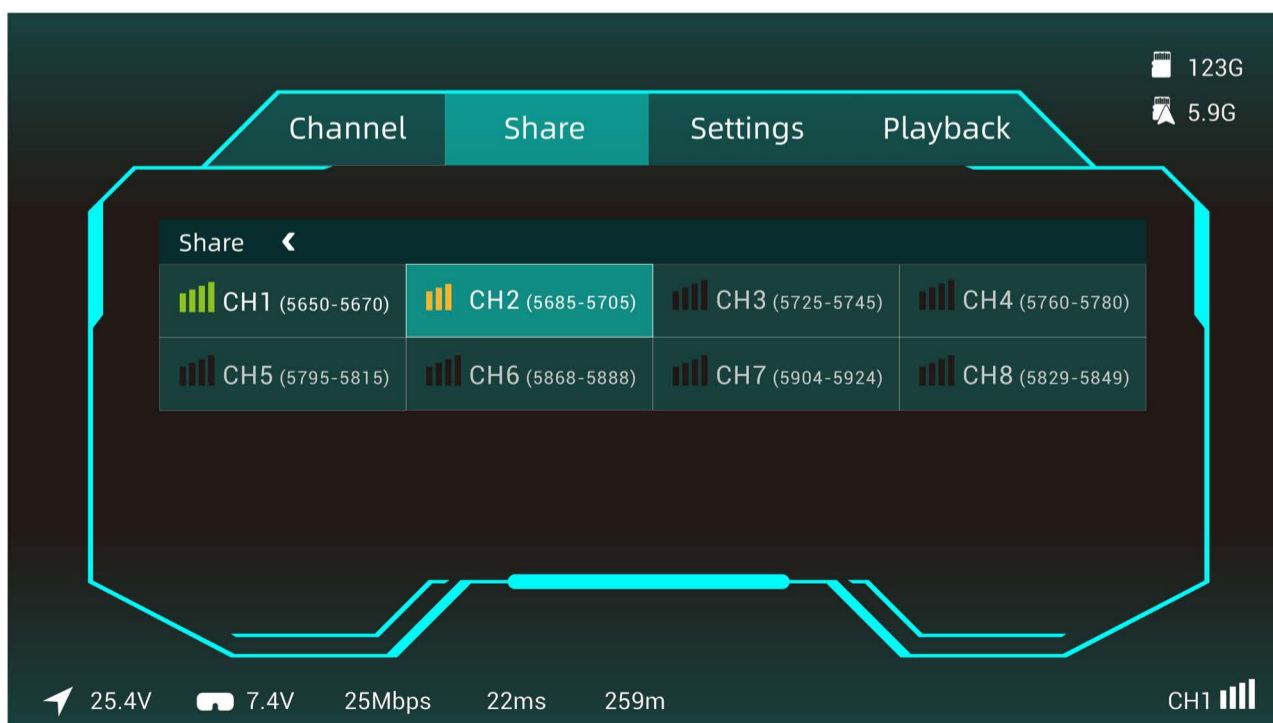 123G
5.9G
Channel Share Settings Playback
Share
CH1 (5650-5670) CH2 (5685-5705) CH3 (5725-5745) CH4 (5760-5780)
CH5 (5795-5815) CH6 (5868-5888) CH7 (5904-5924) CH8 (5829-5849)
25.4V 7.4V 25Mbps 22ms 259m CH1